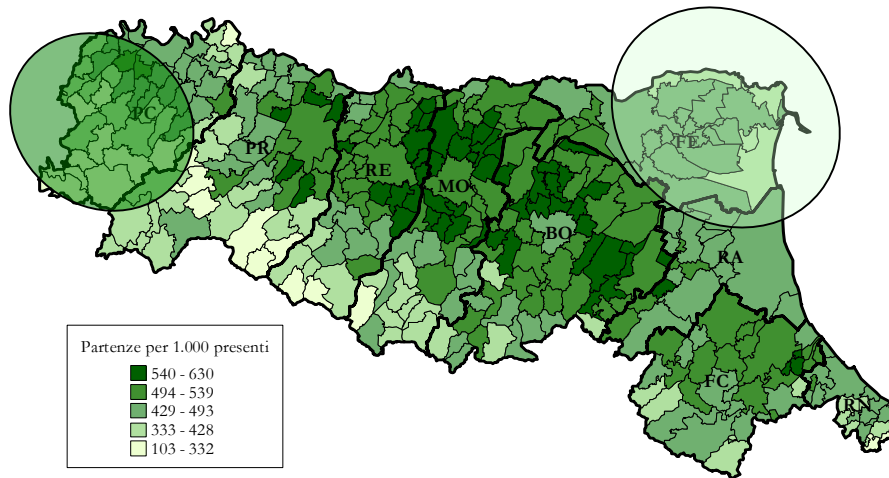 PC
PR
RE
MO
BO
FE
RA
FC
RN
Partenze per 1.000 presenti
540 - 630
494 - 539
429 - 493
333 - 428
103 - 332